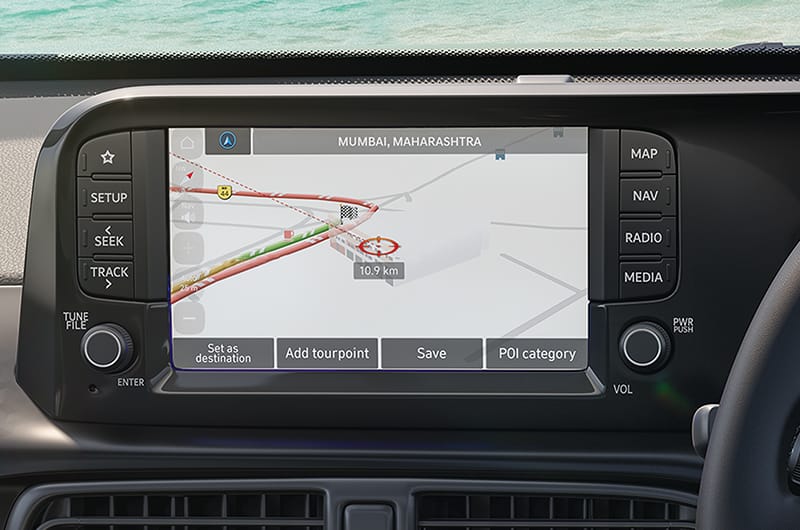 MUMBAI, MAHARASHTRA
44
10.9 km
Set as
destination
Add tourpoint
Save
POI category
SETUP
SEEK
TRACK
TUNE
FILE
ENTER
MAP
NAV
RADIO
MEDIA
PWR
PUSH
VOL